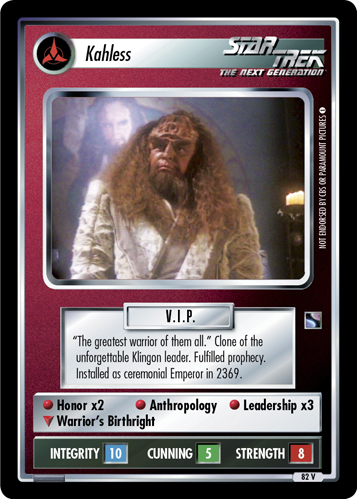 Kahless
STAR TREK
THE NEXT GENERATION
NOT ENDORSED BY CBS OR PARAMOUNT PICTURES
V.I.P.
“The greatest warrior of them all.” Clone of the
unforgettable Klingon leader. Fulfilled prophecy.
Installed as ceremonial Emperor in 2369.
Honor x2 Anthropology Leadership x3
Warrior's Birthright
INTEGRITY 10 CUNNING 5 STRENGTH 8
82 V